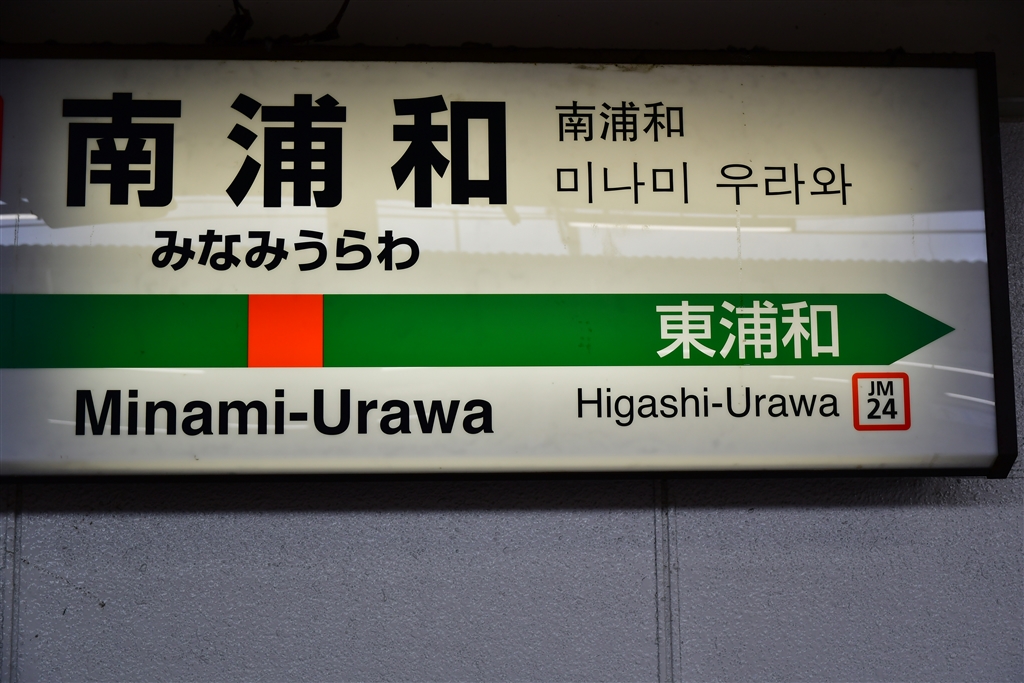 南浦和
南浦和
미나미 우라와
みなみうらわ
東浦和
Minami-Urawa
Higashi-Urawa
JM
24